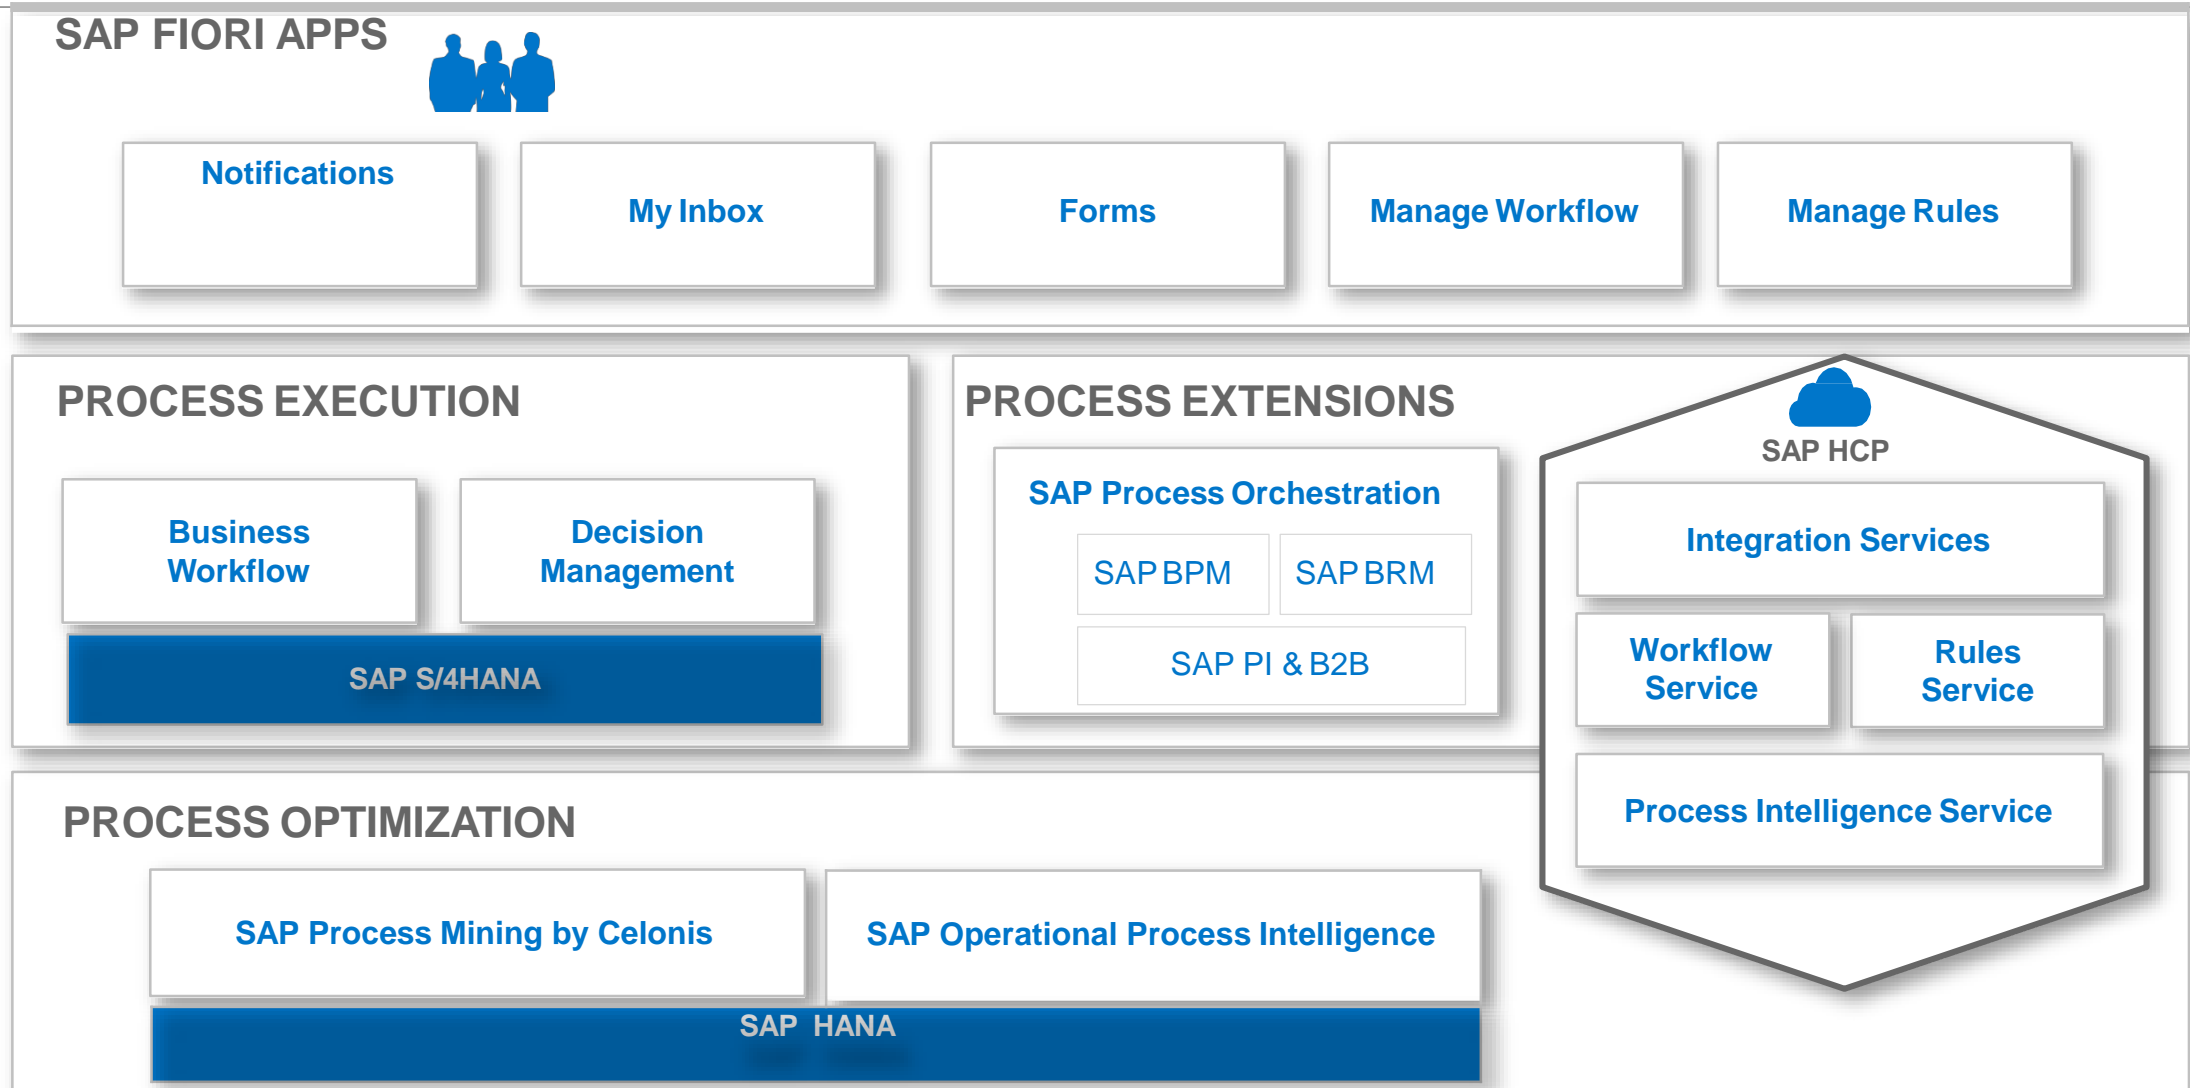 SAP FIORI APPS
Notifications
My Inbox
Forms
Manage Workflow
Manage Rules
PROCESS EXECUTION
Business
Workflow
Decision
Management
SAP S/4HANA
PROCESS EXTENSIONS
SAP Process Orchestration
SAP BPM
SAP BRM
SAP PI & B2B
SAP HCP
Integration Services
Workflow
Service
Rules
Service
Process Intelligence Service
PROCESS OPTIMIZATION
SAP Process Mining by Celonis
SAP Operational Process Intelligence
SAP HANA